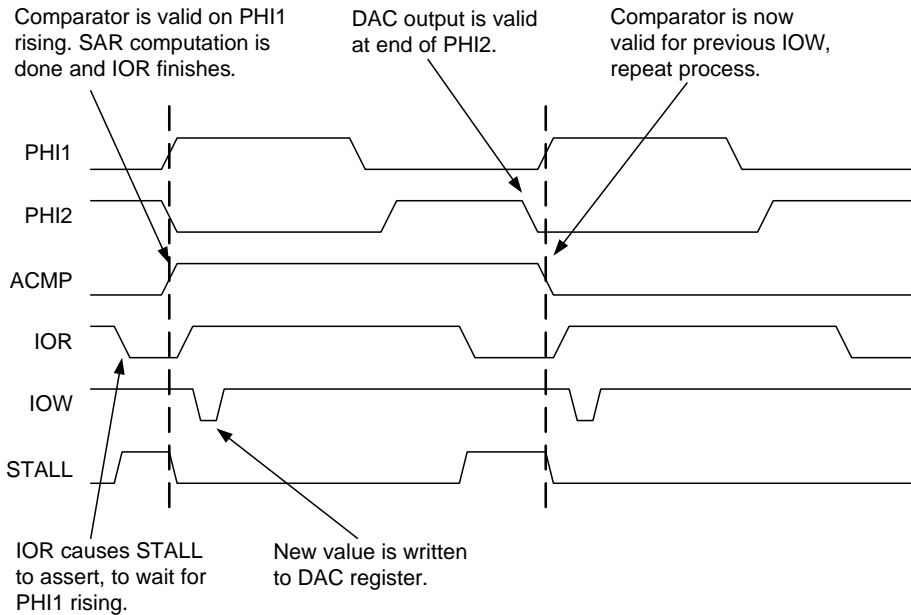 Comparator is valid on PHI1
rising. SAR computation is
done and IOR finishes.
DAC output is valid
at end of PHI2.
Comparator is now
valid for previous IOW,
repeat process.
PHI1
PHI2
ACMP
IOR
IOW
STALL
IOR causes STALL
to assert, to wait for
PHI1 rising.
New value is written
to DAC register.